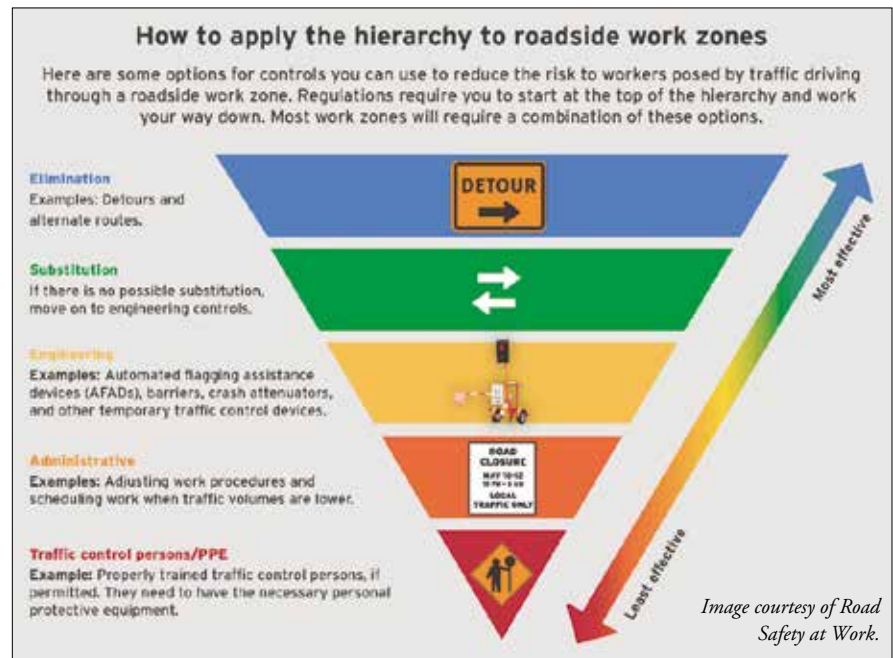 How to apply the hierarchy to roadside work zones
Here are some options for controls you can use to reduce the risk to workers posed by traffic driving
through a roadside work zone. Regulations require you to start at the top of the hierarchy and work
your way down. Most work zones will require a combination of these options.
Elimination
Examples: Detours and
alternate routes.
DETOUR
Substitution
If there is no possible substitution,
move on to engineering controls.
Engineering
Examples: Automated flagging assistance
devices (AFADs), barriers, crash attenuators,
and other temporary traffic control devices.
Administrative
Examples: Adjusting work procedures and
scheduling work when traffic volumes are lower.
ROAD
CLOSURE
LOCAL
TRAFFIC ONLY
Traffic control persons/PPE
Example: Properly trained traffic control persons, if
permitted. They need to have the necessary personal
protective equipment.
Most effective
Least effective
Image courtesy of Road
Safety at Work.